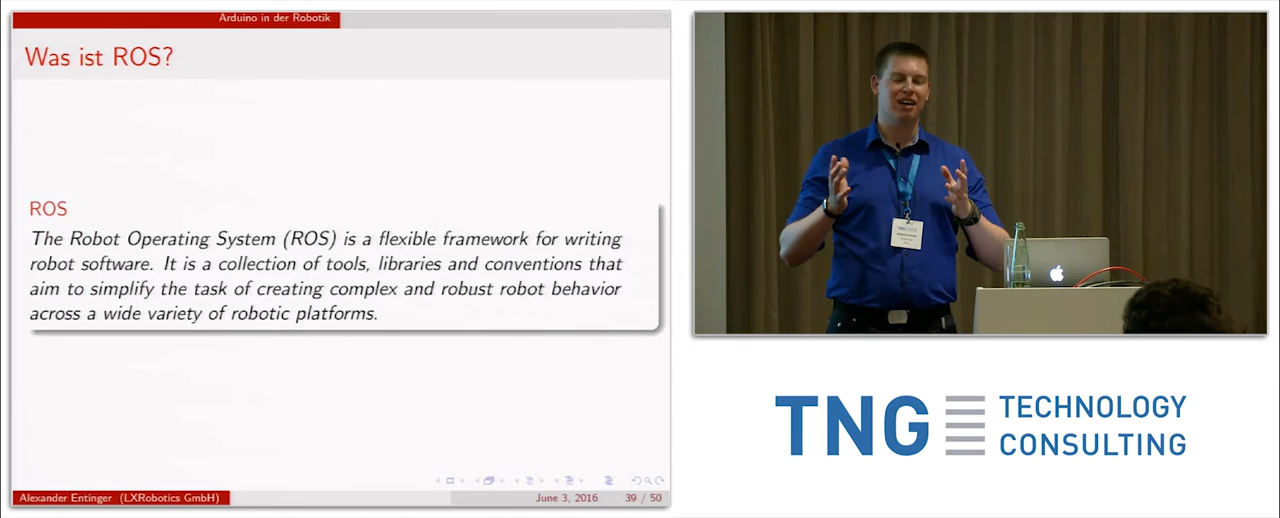 Arduino in der Robotik
Was ist ROS?
ROS
The Robot Operating System (ROS) is a flexible framework for writing
robot software. It is a collection of tools, libraries and conventions that
aim to simplify the task of creating complex and robust robot behavior
across a wide variety of robotic platforms.
Alexander Entinger (LXRobotics GmbH)
June 3, 2016
39 / 50
TNG
TNG
TECHNOLOGY
CONSULTING